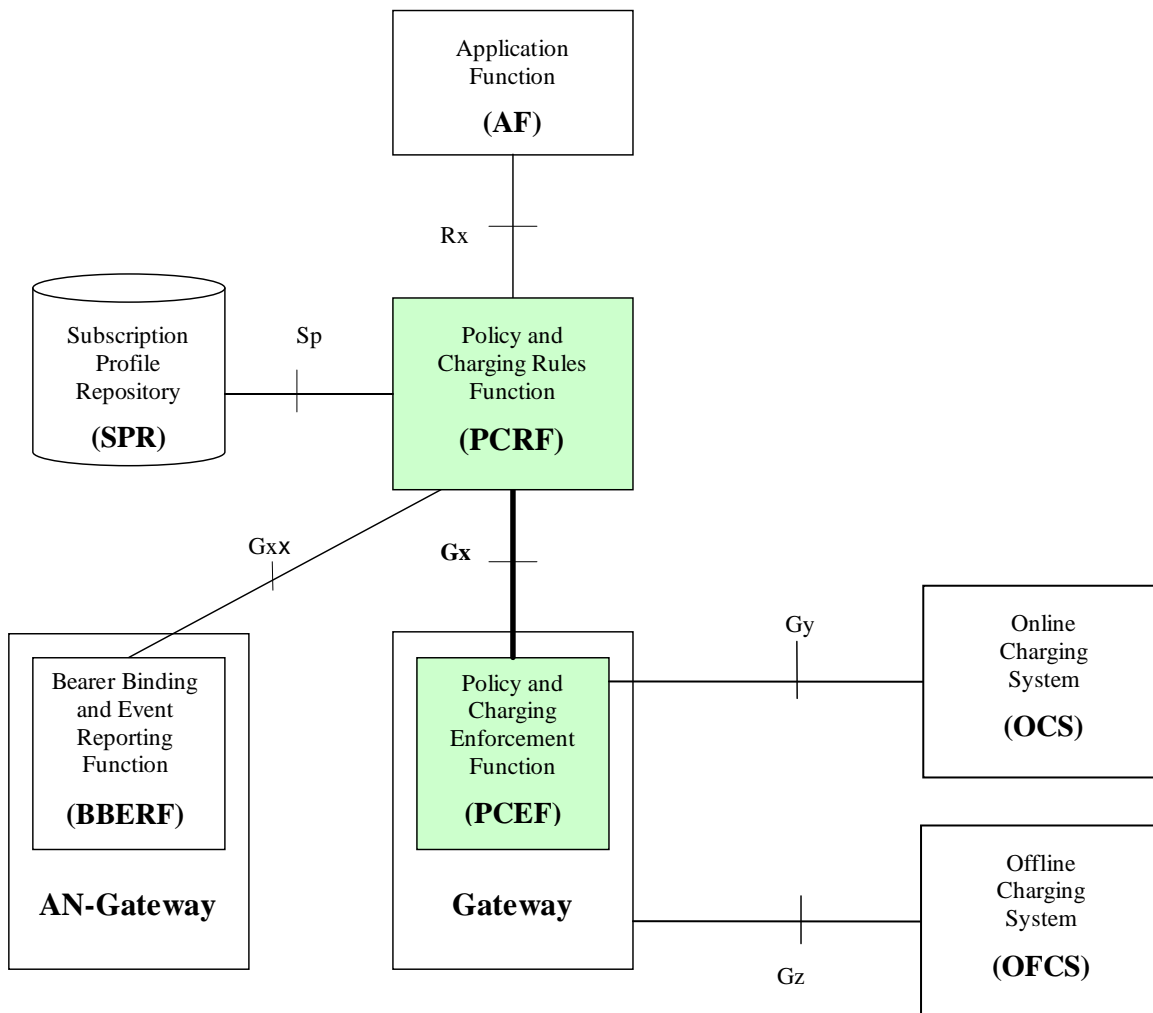 Application
Function
(AF)
Rx
Subscription
Profile
Repository
(SPR)
Sp
Policy and
Charging Rules
Function
(PCRF)
Gxx
Gx
Bearer Binding
and Event
Reporting
Function
(BBERF)
AN-Gateway
Policy and
Charging
Enforcement
Function
(PCEF)
Gateway
Gy
Online
Charging
System
(OCS)
Gz
Offline
Charging
System
(OFCS)